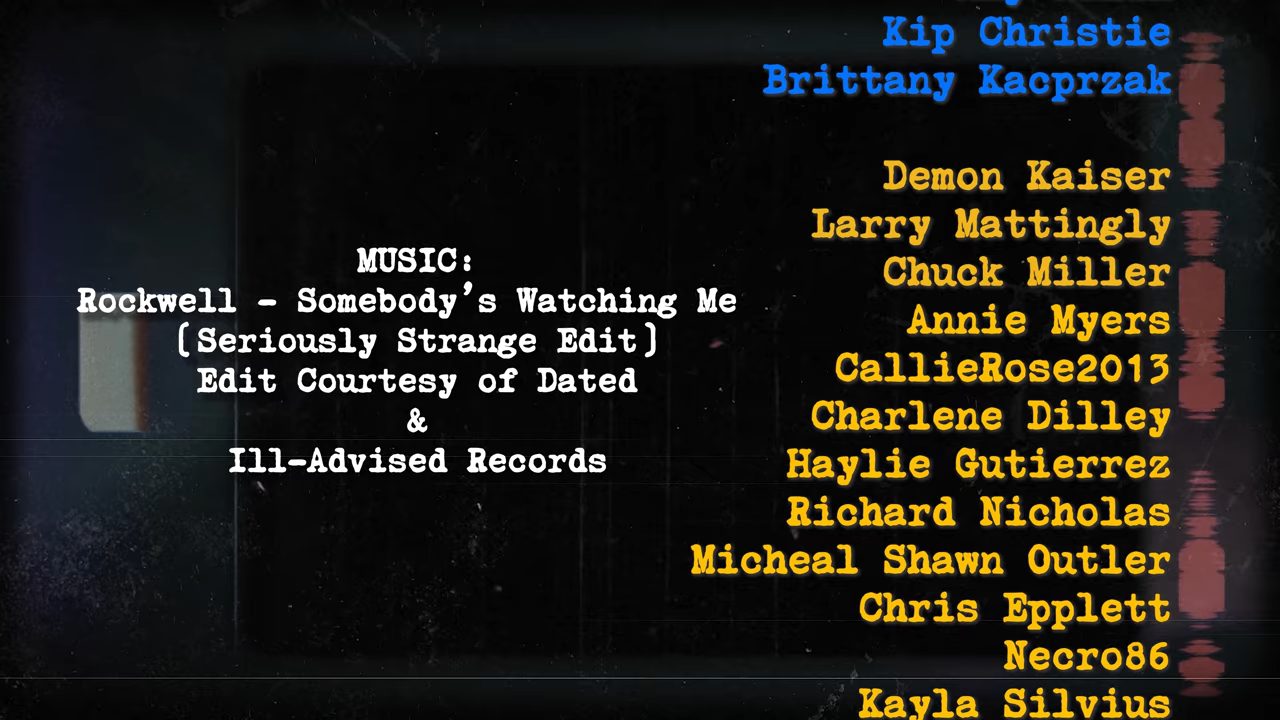 Kip Christie
Brittany Kacprzak
Demon Kaiser
Larry Mattingly
Chuck Miller
Annie Myers
CallieRose2013
Charlene Dilley
Haylie Gutierrez
Richard Nicholas
Micheal Shawn Outler
Chris Epplett
Necro86
Kayla Silvius
MUSIC:
Rockwell - Somebody's Watching Me
(Seriously Strange Edit)
Edit Courtesy of Dated
&
Ill-Advised Records